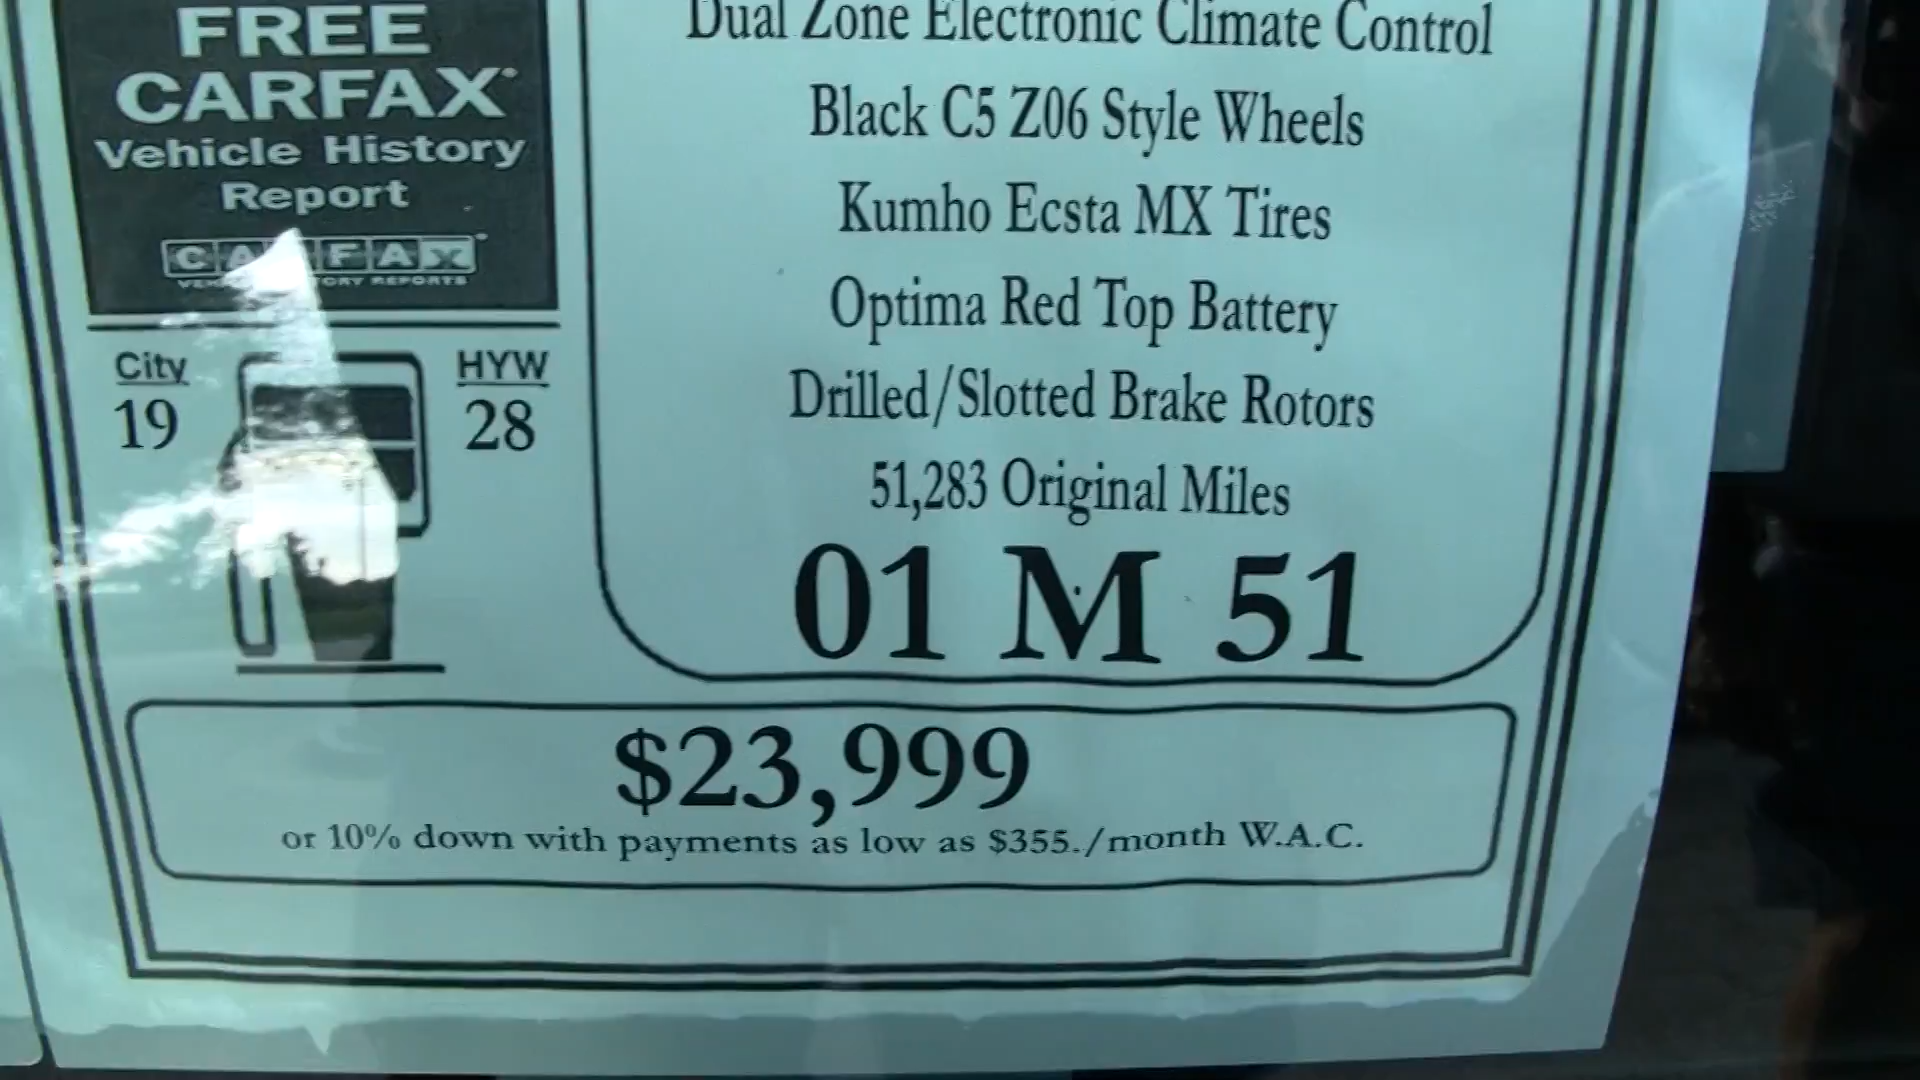 FREE
CARFAX
Vehicle History
Report
CARFAX
REPORTS
City
19
HYW
28
Dual Zone Electronic Climate Control
Black C5 Z06 Style Wheels
Kumho Ecsta MX Tires
Optima Red Top Battery
Drilled/Slotted Brake Rotors
51,283 Original Miles
01 M 51
$23,999
or 10% down with payments as low as $355./month W.A.C.